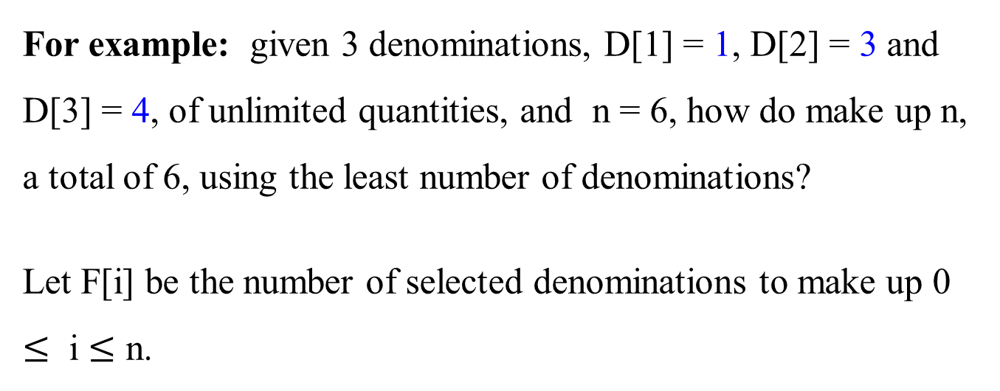 For example: given 3 denominations, D[1] = 1, D[2] = 3 and
D[3] = 4, of unlimited quantities, and n = 6, how do make up n,
a total of 6, using the least number of denominations?
Let F[i] be the number of selected denominations to make up 0
≤ i ≤ n.